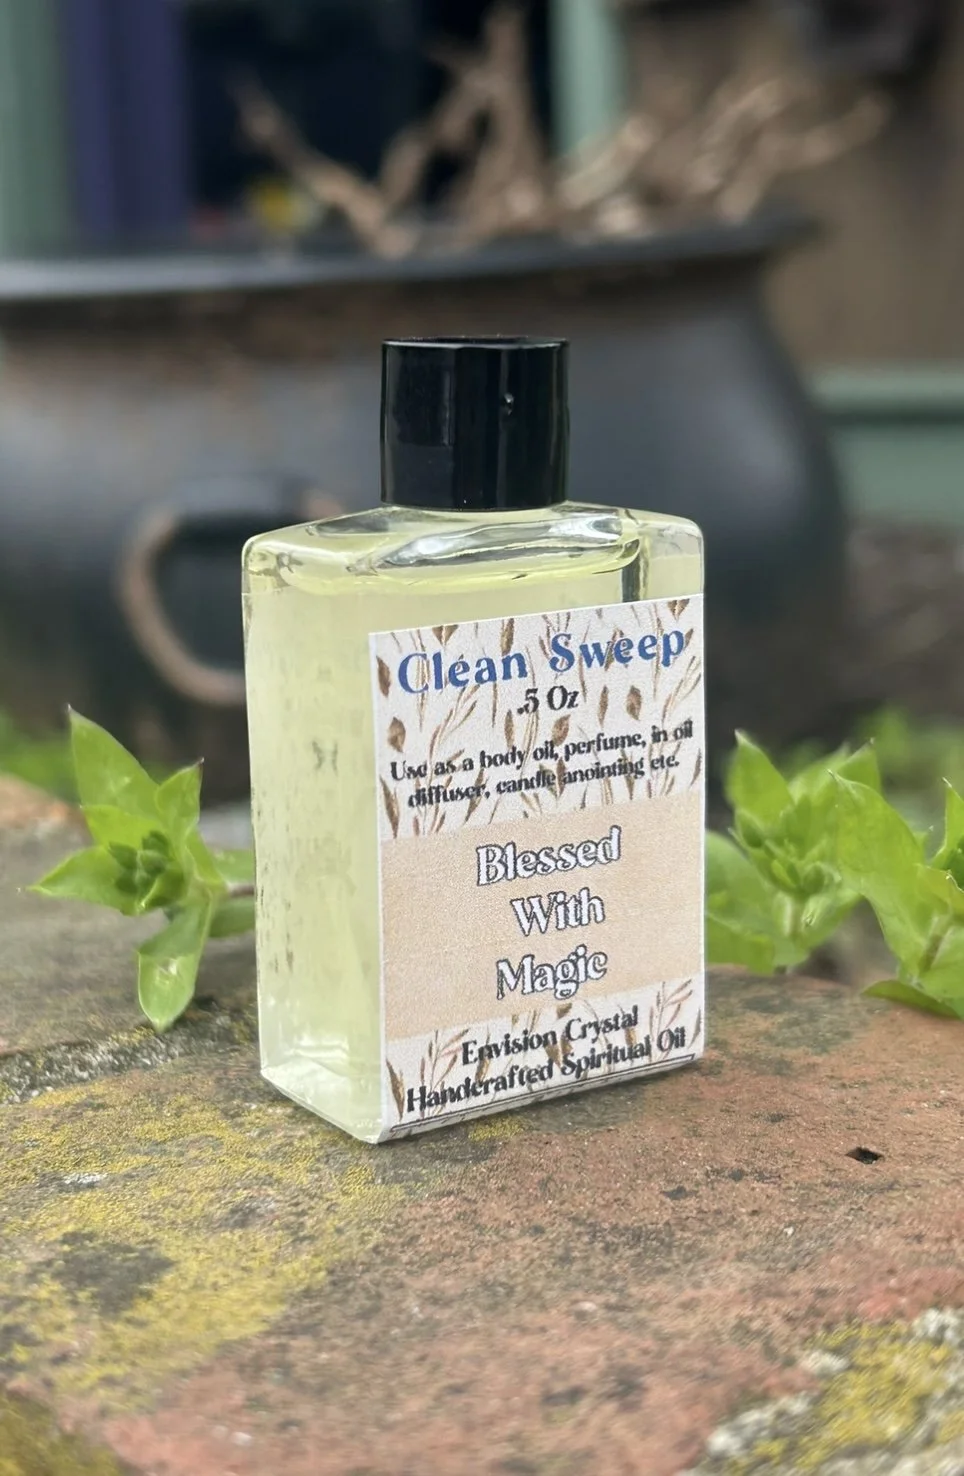 Clean Sweep
.5 Oz
Use as a body oil, perfume, in oil
diffuser, candle anointing etc.
Blessed
With
Magic
Envision Crystal
Handcrafted Spiritual Oil